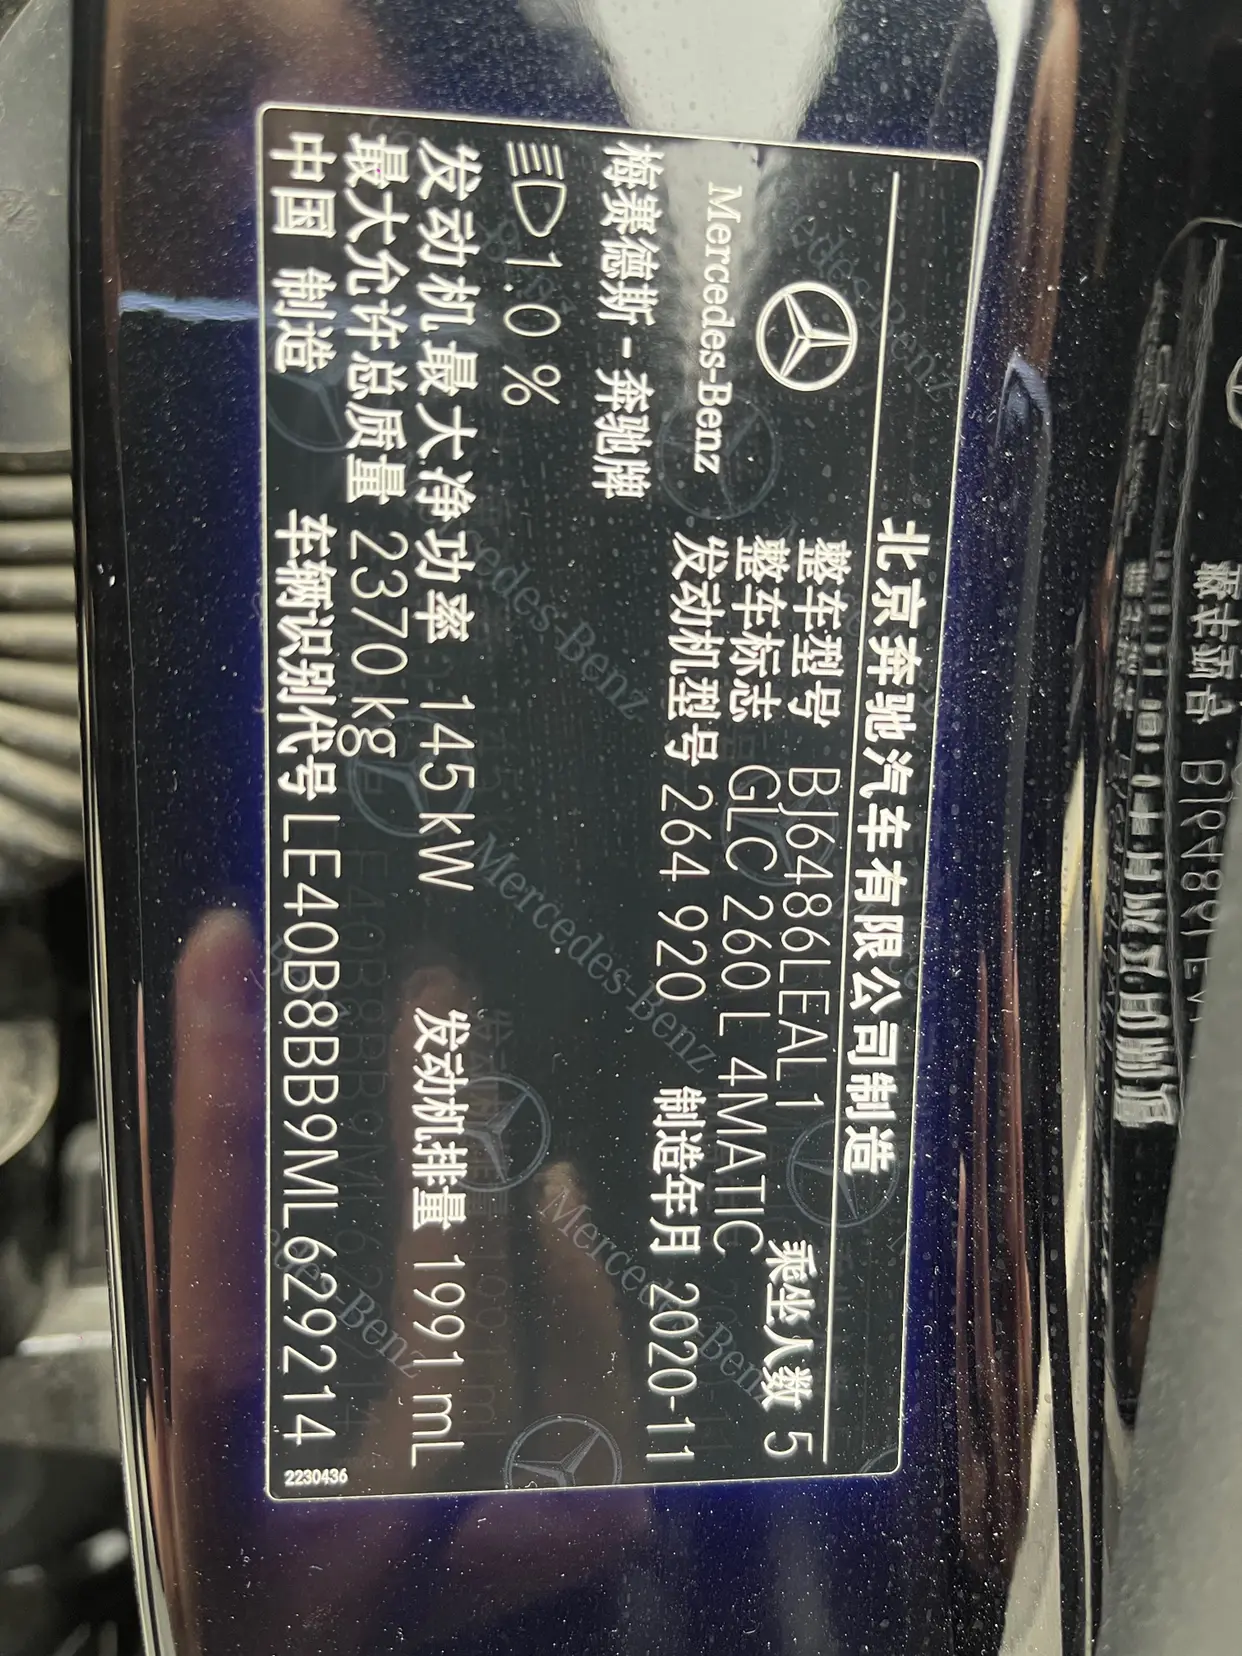 北京奔驰汽车有限公司制造
Mercedes-Benz
梅赛德斯-奔驰牌
整车型号 BJ6486LEAL1 乘坐人数 5
整车标志 GLC 260 L 4MATIC
发动机型号 264 920 制造年月 2020-11
1.0 %
发动机最大净功率 145 kW 发动机排量 1991 mL
最大允许总质量 2370 kg
中国 制造 车辆识别代号 LE40B8BB9ML629214
2230436